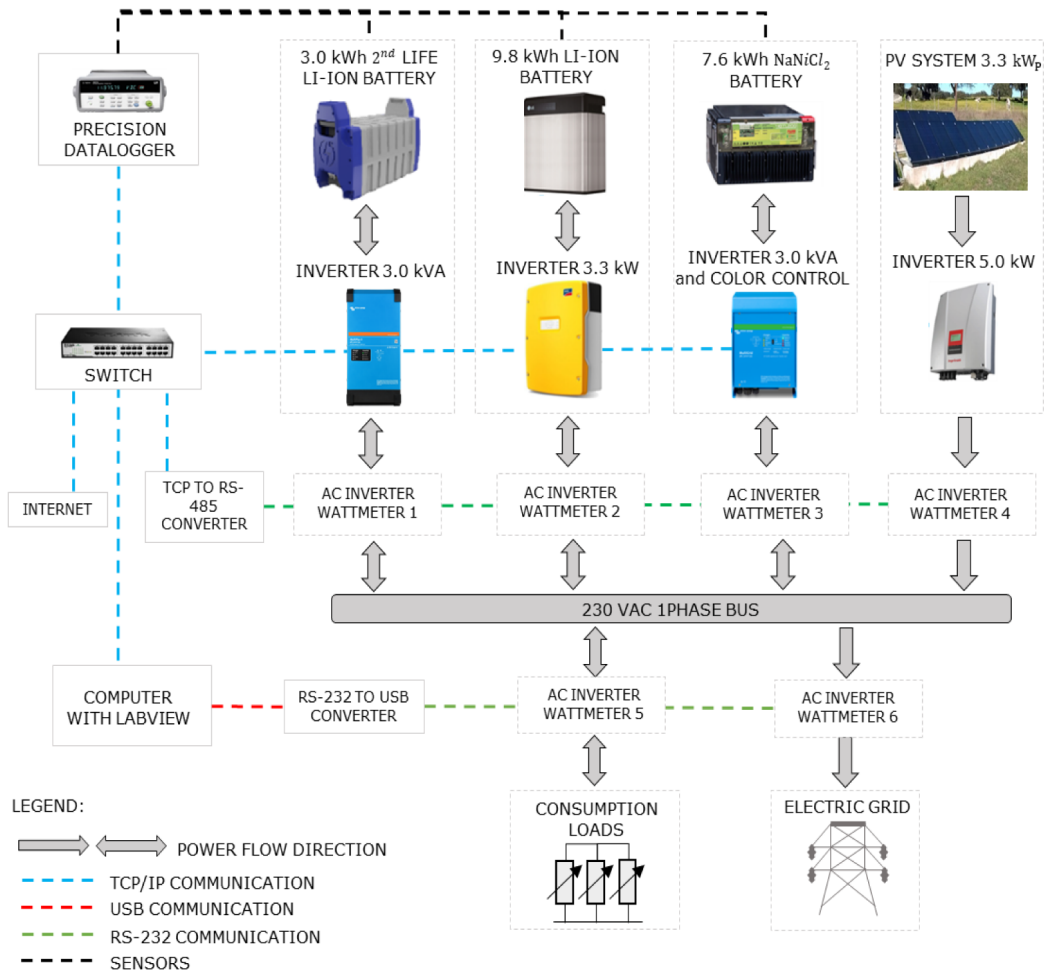 3.0 kWh 2nd LIFE
LI-ION BATTERY
9.8 kWh LI-ION
BATTERY
7.6 kWh NaNiCl2
BATTERY
PV SYSTEM 3.3 kWP
PRECISION
DATALOGGER
INVERTER 3.0 kVA
INVERTER 3.3 kW
INVERTER 3.0 kVA
and COLOR CONTROL
INVERTER 5.0 kW
SWITCH
INTERNET
TCP TO RS-
485
CONVERTER
AC INVERTER
WATTMETER 1
AC INVERTER
WATTMETER 2
AC INVERTER
WATTMETER 3
AC INVERTER
WATTMETER 4
230 VAC 1PHASE BUS
COMPUTER
WITH LABVIEW
RS-232 TO USB
CONVERTER
AC INVERTER
WATTMETER 5
AC INVERTER
WATTMETER 6
CONSUMPTION
LOADS
ELECTRIC GRID
LEGEND:
POWER FLOW DIRECTION
TCP/IP COMMUNICATION
USB COMMUNICATION
RS-232 COMMUNICATION
SENSORS